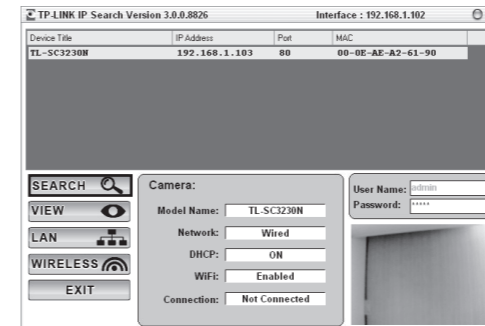 TP-LINK IP Search Version 3.0.0.8826 Interface : 192.168.1.102
Device Title IP Address Port MAC
TL-SC3230N 192.168.1.103 80 00-0E-AE-A2-61-90
SEARCH
VIEW
LAN
WIRELESS
EXIT
Camera:
Model Name: TL-SC3230N
Network: Wired
DHCP: ON
WiFi: Enabled
Connection: Not Connected
User Name: admin
Password: •••••